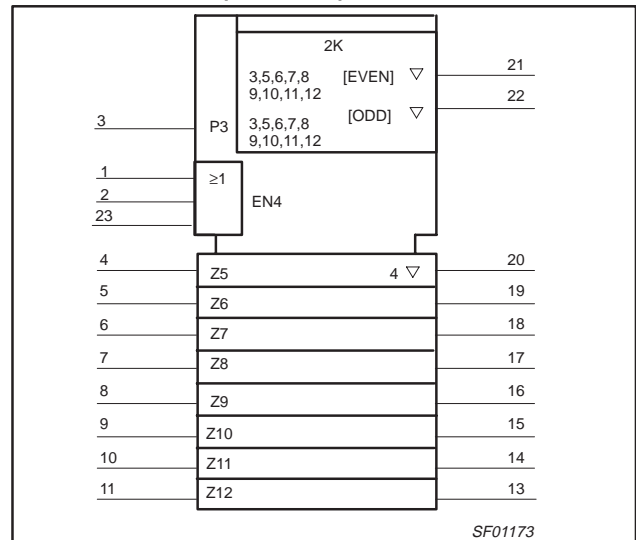 2K
3,5,6,7,8 [EVEN] ▽ 21
9,10,11,12
22
[ODD] ▽
3 P3 3,5,6,7,8
9,10,11,12
1 ≥1
2 EN4
23
4 Z5 4 ▽ 20
5 Z6 19
6 Z7 18
7 Z8 17
8 Z9 16
9 Z10 15
10 Z11 14
11 Z12 13
SF01173